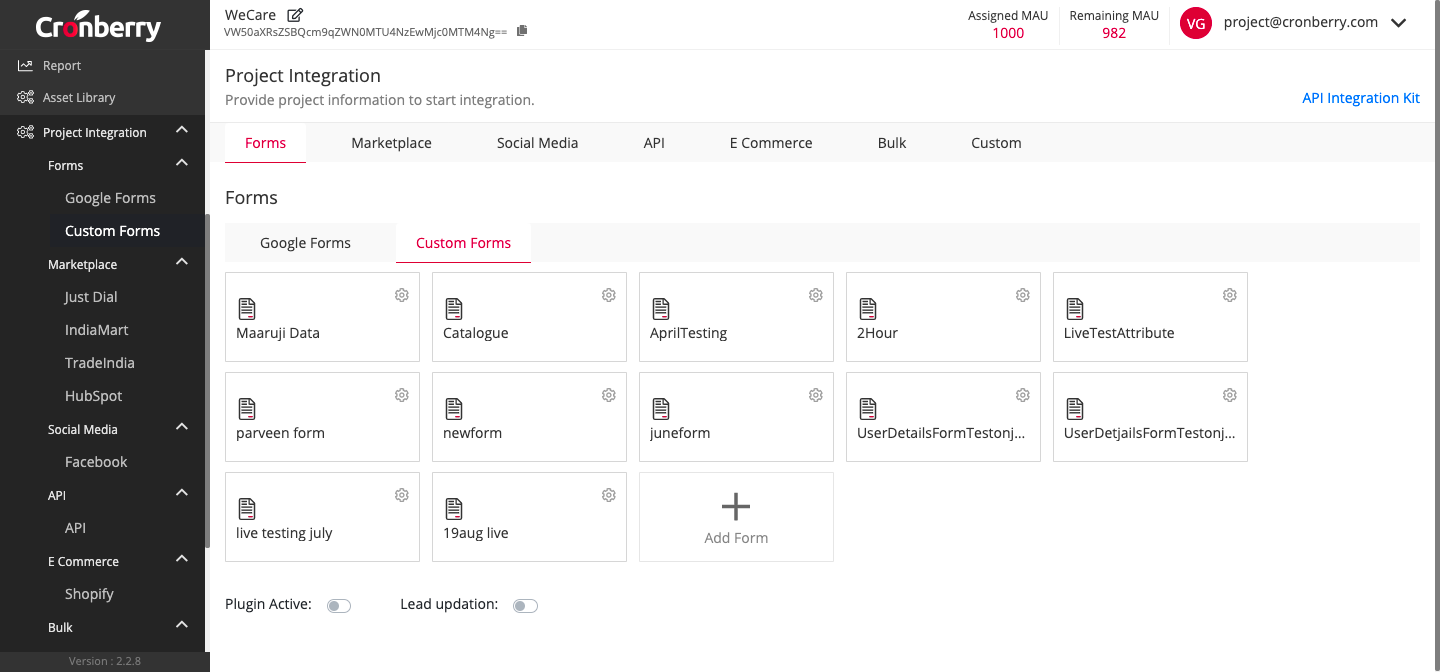 Cronberry
WeCare
VW50aXRsZSBQcm9qZWN0MTU4NzEwMjc0MTM4Ng==
Assigned MAU
1000
Remaining MAU
982
VG
project@cronberry.com
Report
Asset Library
Project Integration
Forms
Google Forms
Custom Forms
Marketplace
Just Dial
IndiaMart
TradeIndia
HubSpot
Social Media
Facebook
API
API
E Commerce
Shopify
Bulk
Version : 2.2.8
Project Integration
Provide project information to start integration.
API Integration Kit
Forms Marketplace Social Media API E Commerce Bulk Custom
Forms
Google Forms Custom Forms
Maaruji Data
Catalogue
AprilTesting
2Hour
LiveTestAttribute
parveen form
newform
juneform
UserDetailsFormTestonj...
UserDetjailsFormTestonj...
live testing july
19aug live
Add Form
Plugin Active:
Lead updation: